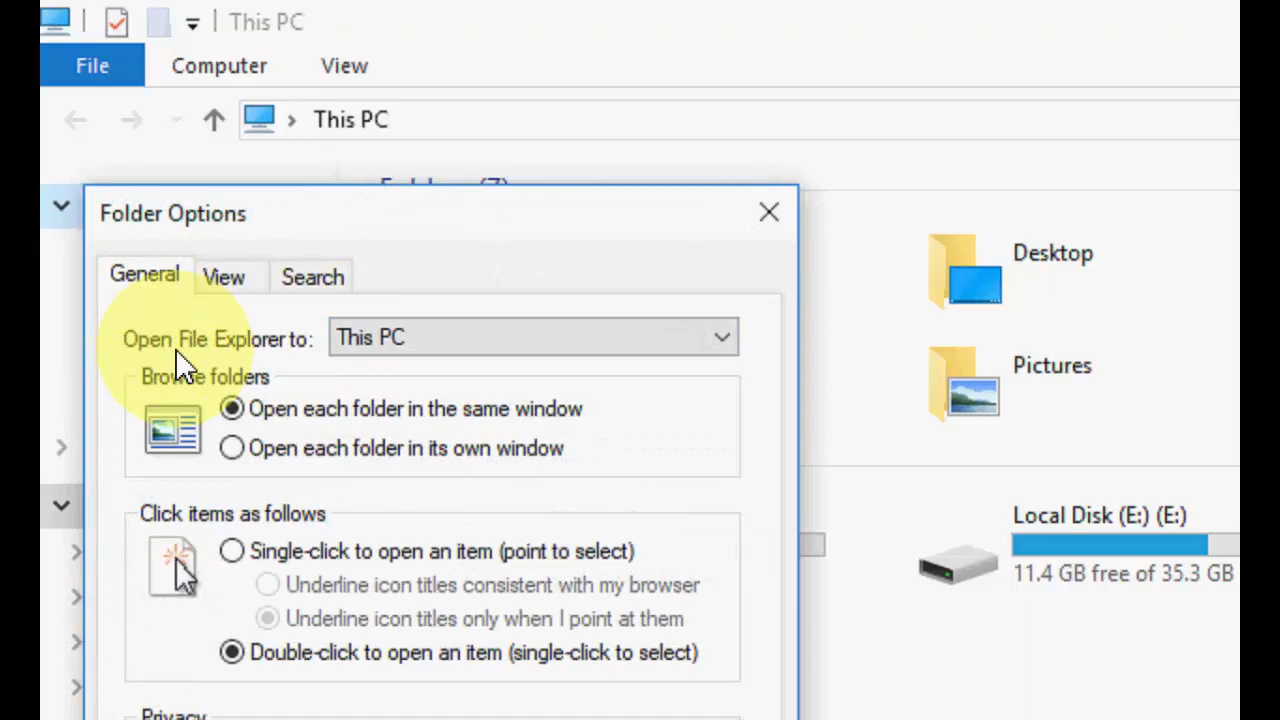 This PC
File Computer View
This PC
Folder Options
General View Search
Open File Explorer to: This PC
Browse folders
Open each folder in the same window
Open each folder in its own window
Click items as follows
Single-click to open an item (point to select)
Underline icon titles consistent with my browser
Underline icon titles only when I point at them
Double-click to open an item (single-click to select)
Privacy
Desktop
Pictures
Local Disk (E:) (E:)
11.4 GB free of 35.3 GB